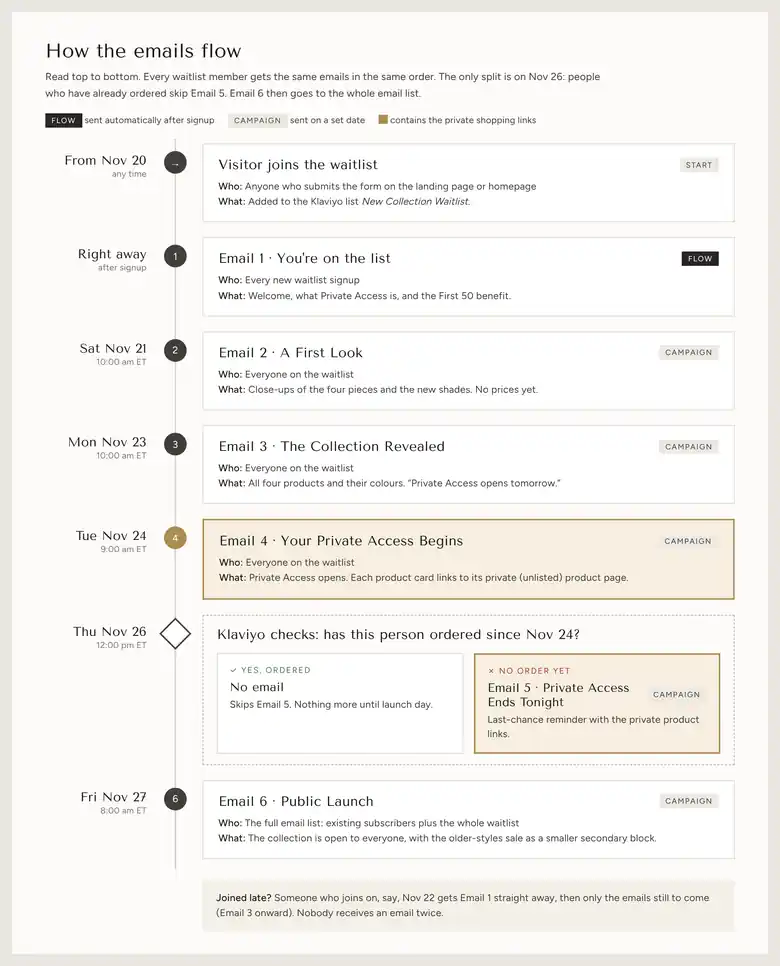 How the emails flow
Read top to bottom. Every waitlist member gets the same emails in the same order. The only split is on Nov 26: people
who have already ordered skip Email 5. Email 6 then goes to the whole email list.
FLOW sent automatically after signup CAMPAIGN sent on a set date contains the private shopping links
From Nov 20
any time
→
Visitor joins the waitlist
START
Who: Anyone who submits the form on the landing page or homepage
What: Added to the Klaviyo list New Collection Waitlist.
Right away
after signup
1
Email 1 · You're on the list
FLOW
Who: Every new waitlist signup
What: Welcome, what Private Access is, and the First 50 benefit.
Sat Nov 21
10:00 am ET
2
Email 2 · A First Look
CAMPAIGN
Who: Everyone on the waitlist
What: Close-ups of the four pieces and the new shades. No prices yet.
Mon Nov 23
10:00 am ET
3
Email 3 · The Collection Revealed
CAMPAIGN
Who: Everyone on the waitlist
What: All four products and their colours. “Private Access opens tomorrow.”
Tue Nov 24
9:00 am ET
4
Email 4 · Your Private Access Begins
CAMPAIGN
Who: Everyone on the waitlist
What: Private Access opens. Each product card links to its private (unlisted) product page.
Thu Nov 26
12:00 pm ET
Klaviyo checks: has this person ordered since Nov 24?
✓ YES, ORDERED
No email
Skips Email 5. Nothing more until launch day.
× NO ORDER YET
Email 5 · Private Access
Ends Tonight
CAMPAIGN
Last-chance reminder with the private product
links.
Fri Nov 27
8:00 am ET
6
Email 6 · Public Launch
CAMPAIGN
Who: The full email list: existing subscribers plus the whole waitlist
What: The collection is open to everyone, with the older-styles sale as a smaller secondary block.
Joined late? Someone who joins on, say, Nov 22 gets Email 1 straight away, then only the emails still to come
(Email 3 onward). Nobody receives an email twice.